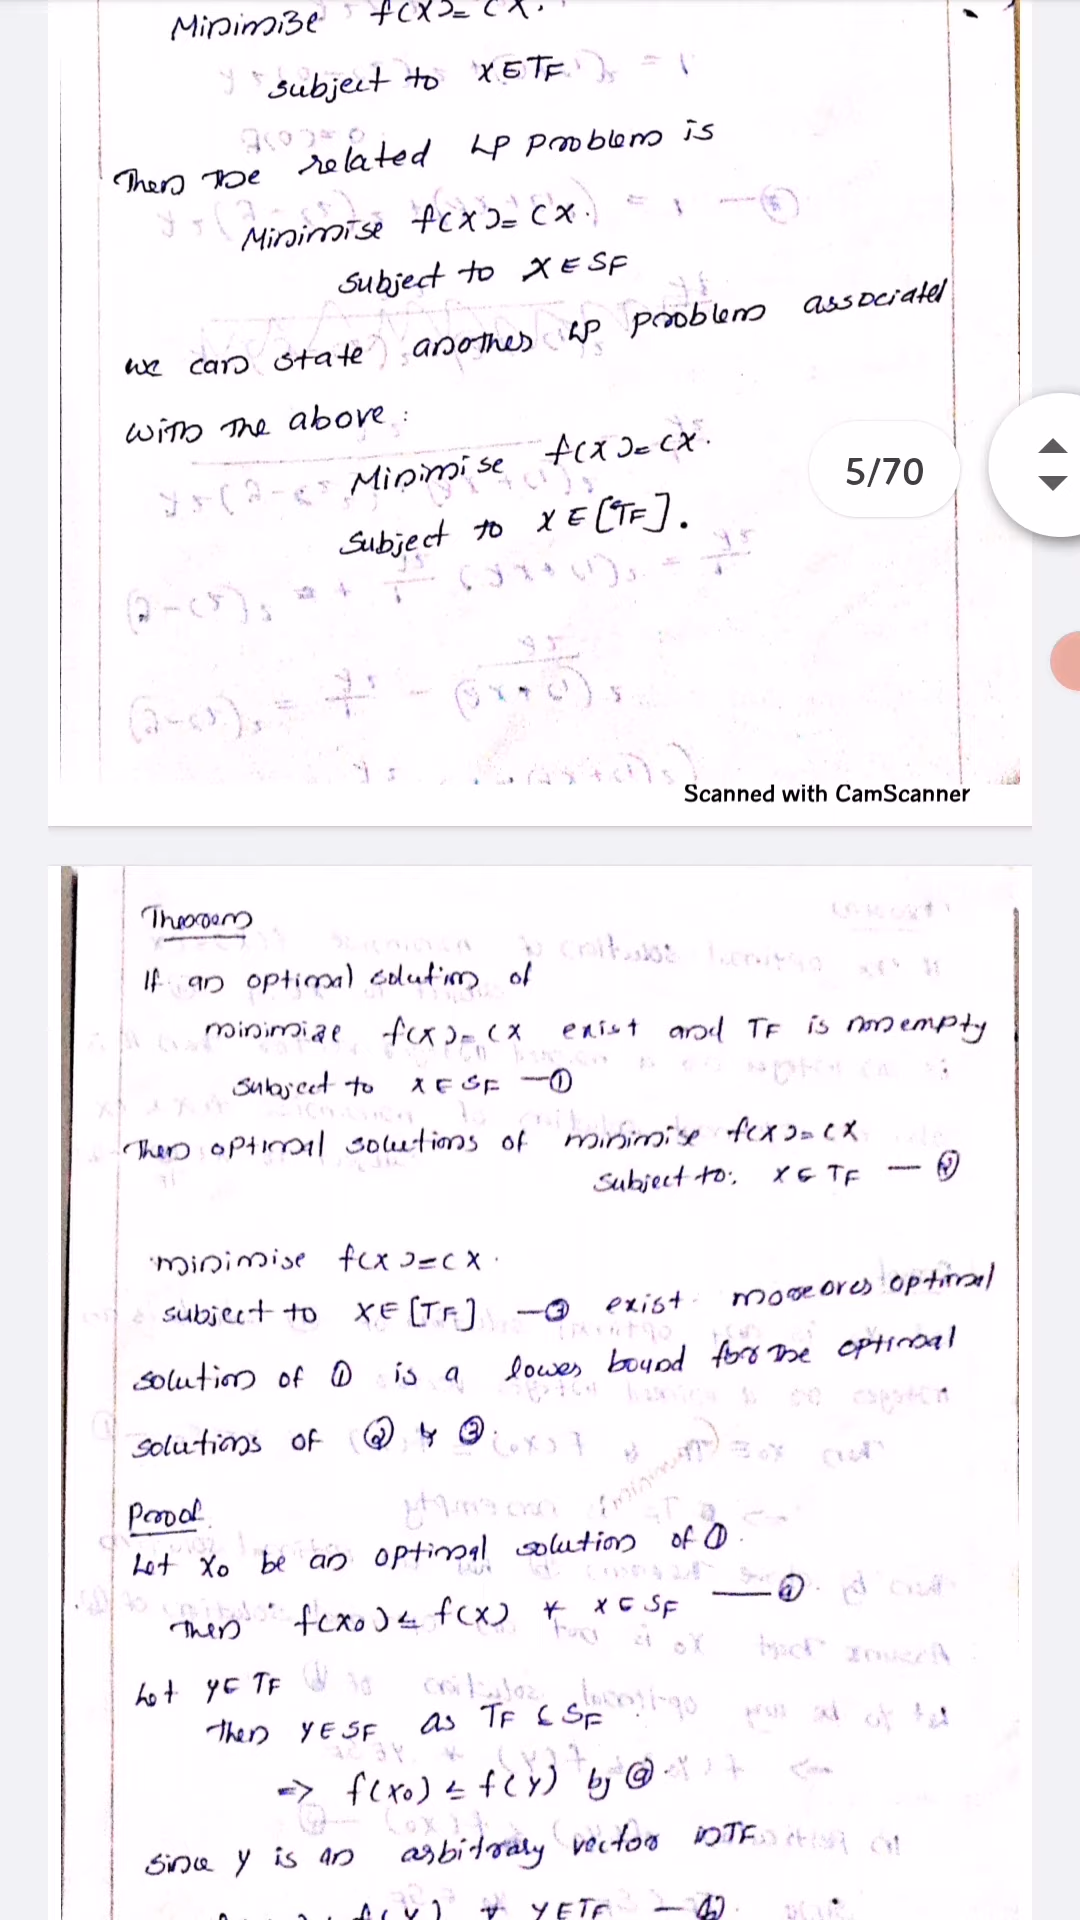 Minimize f(X)= CX.
subject to X ∈ TF
Then the related LP problem is
Minimise f(X)= CX.
Subject to X ∈ SF
we can state another LP problem associated
with the above :
Minimise f(X)= CX.
Subject to X ∈ [TF].
5/70
Scanned with CamScanner
Theorem
If an optimal solution of
minimize f(X)= CX exist and TF is nonempty
Subject to X ∈ SF —①
Then optimal solutions of minimise f(X)= CX
Subject to: X ∈ TF — ②
minimise f(X)=CX.
subject to X ∈ [TF] —③ exist. moreover optimal
solution of ① is a lower bound for the optimal
solutions of ② & ③.
Proof.
Let X₀ be an optimal solution of ①.
Then f(X₀) ≤ f(X) ∀ X ∈ SF —ⓐ
Let Y ∈ TF
Then Y ∈ SF as TF ⊆ SF
=> f(X₀) ≤ f(Y) by ⓐ
Since Y is an arbitrary vector in TF
f(Y) ∀ Y ∈ TF — ⓑ